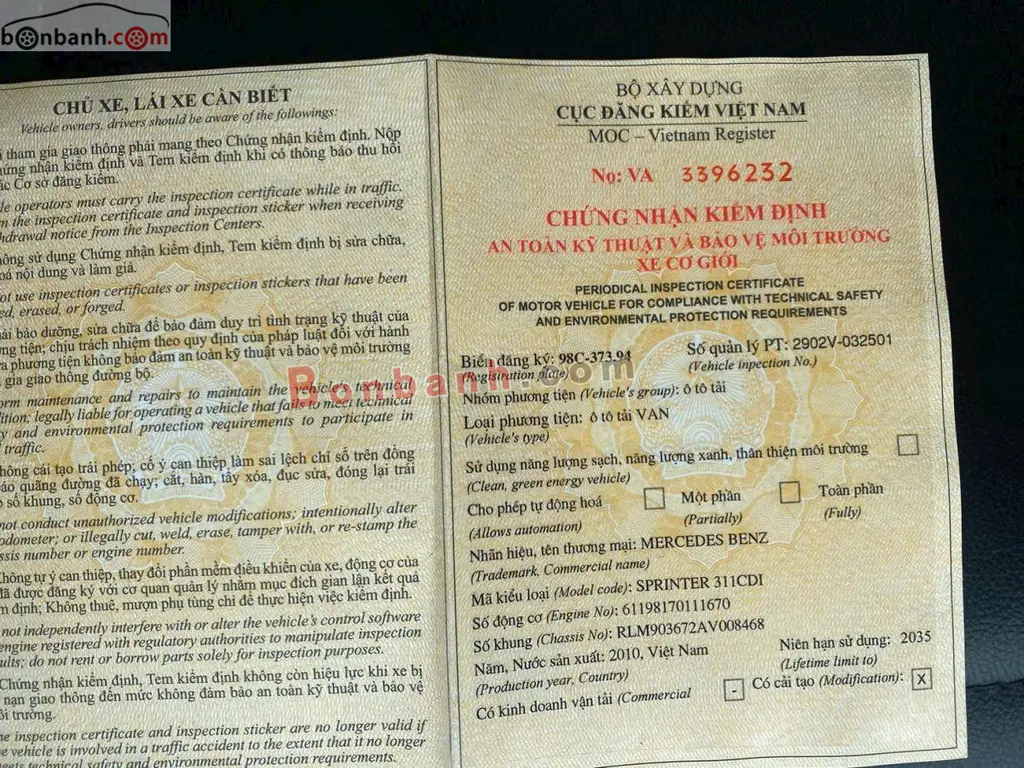 bonbanh.com
CHỦ XE, LÁI XE CẦN BIẾT
Vehicle owners, drivers should be aware of the followings:
tham gia giao thông phải mang theo Chứng nhận kiểm định. Nộp
ứng nhận kiểm định và Tem kiểm định khi có thông báo thu hồi
ác Cơ sở đăng kiểm.
le operators must carry the inspection certificate while in traffic.
n the inspection certificate and inspection sticker when receiving
hdrawal notice from the Inspection Centers.
ông sử dụng Chứng nhận kiểm định, Tem kiểm định bị sửa chữa,
oá nội dung và làm giả.
ot use inspection certificates or inspection stickers that have been
ed, erased, or forged.
ải bảo dưỡng, sửa chữa để bảo đảm duy trì tình trạng kỹ thuật của
ng tiện; chịu trách nhiệm theo quy định của pháp luật đối với hành
a phương tiện không bảo đảm an toàn kỹ thuật và bảo vệ môi trường
gia giao thông đường bộ.
orm maintenance and repairs to maintain the vehicle's technical
dition; legally liable for operating a vehicle that fails to meet technical
y and environmental protection requirements to participate in
traffic.
hông cải tạo trái phép; cố ý can thiệp làm sai lệch chỉ số trên đồng
áo quãng đường đã chạy; cắt, hàn, tẩy xóa, đục sửa, đóng lại trái
p số khung, số động cơ.
not conduct unauthorized vehicle modifications; intentionally alter
odometer; or illegally cut, weld, erase, tamper with, or re-stamp the
ssis number or engine number.
Không tự ý can thiệp, thay đổi phần mềm điều khiển của xe, động cơ của
đã được đăng ký với cơ quan quản lý nhằm mục đích gian lận kết quả
m định; Không thuê, mượn phụ tùng chỉ để thực hiện việc kiểm định.
not independently interfere with or alter the vehicle's control software
engine registered with regulatory authorities to manipulate inspection
ults; do not rent or borrow parts solely for inspection purposes.
Chứng nhận kiểm định, Tem kiểm định không còn hiệu lực khi xe bị
nạn giao thông đến mức không đảm bảo an toàn kỹ thuật và bảo vệ
ôi trường.
he inspection certificate and inspection sticker are no longer valid if
e vehicle is involved in a traffic accident to the extent that it no longer
eets technical safety and environmental protection requirements.
BỘ XÂY DỰNG
CỤC ĐĂNG KIỂM VIỆT NAM
MOC – Vietnam Register
Nọ: VA 3396232
CHỨNG NHẬN KIỂM ĐỊNH
AN TOÀN KỸ THUẬT VÀ BẢO VỆ MÔI TRƯỜNG
XE CƠ GIỚI
PERIODICAL INSPECTION CERTIFICATE
OF MOTOR VEHICLE FOR COMPLIANCE WITH TECHNICAL SAFETY
AND ENVIRONMENTAL PROTECTION REQUIREMENTS
Biển đăng ký: 98C-373.94 Số quản lý PT: 2902V-032501
(Registration plate) (Vehicle inpection No.)
Bonbanh.com
Nhóm phương tiện (Vehicle's group): ô tô tải
Loại phương tiện: ô tô tải VAN
(Vehicle's type)
Sử dụng năng lượng sạch, năng lượng xanh, thân thiện môi trường
(Clean, green energy vehicle)
Cho phép tự động hoá Một phần Toàn phần
(Allows automation) (Partially) (Fully)
Nhãn hiệu, tên thương mại: MERCEDES BENZ
(Trademark, Commercial name)
Mã kiểu loại (Model code): SPRINTER 311CDI
Số động cơ (Engine No): 61198170111670
Số khung (Chassis No): RLM903672AV008468
Năm, Nước sản xuất: 2010, Việt Nam Niên hạn sử dụng: 2035
(Production year, Country) (Lifetime limit to)
Có kinh doanh vận tải (Commercial - Có cải tạo (Modification): X